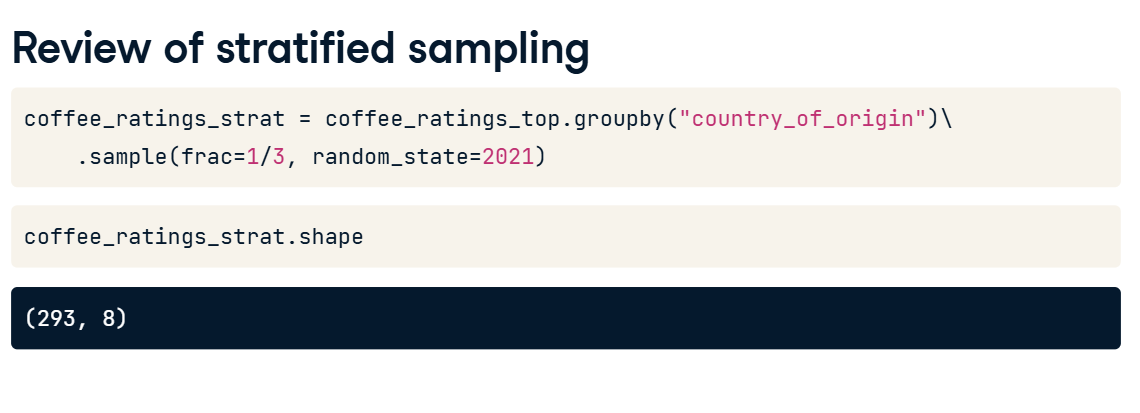 Review of stratified sampling
coffee_ratings_strat = coffee_ratings_top.groupby("country_of_origin")\
    .sample(frac=1/3, random_state=2021)
coffee_ratings_strat.shape
(293, 8)